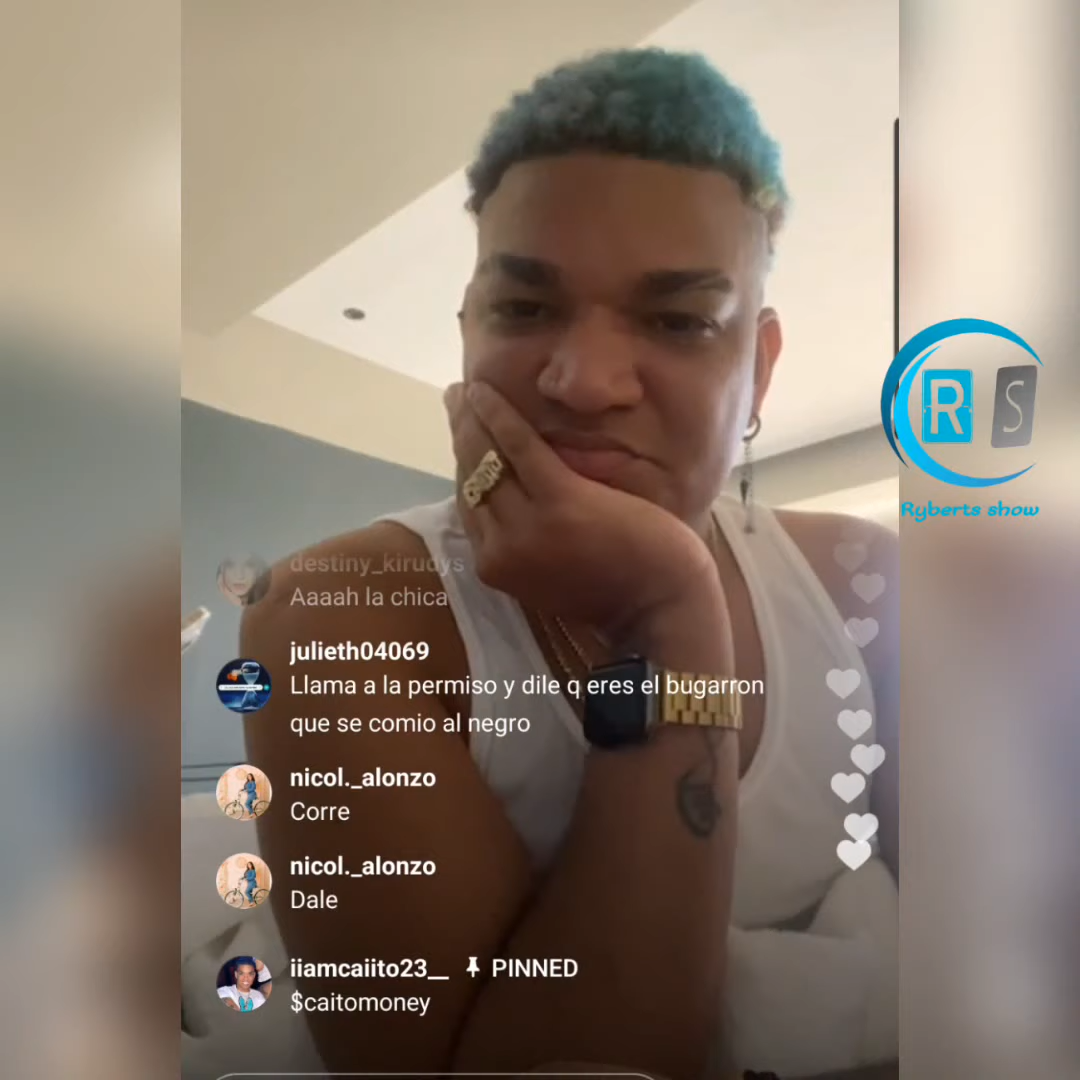 R S
Ryberts show
destiny_kirudys
Aaaah la chica
julieth04069
Llama a la permiso y dile q eres el bugarron
que se comio al negro
nicol._alonzo
Corre
nicol._alonzo
Dale
iiamcaiito23__ PINNED
$caitomoney